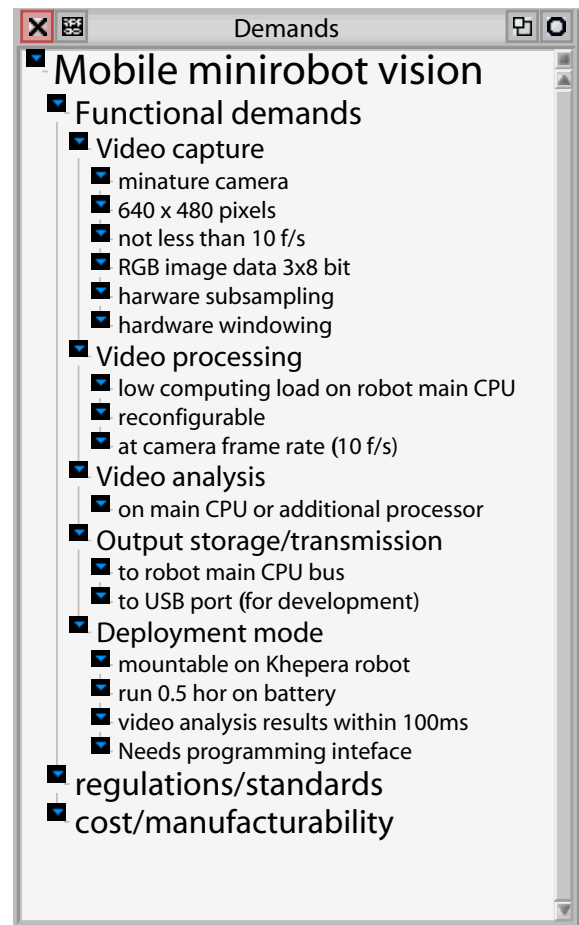 Demands
Mobile minirobot vision
Functional demands
Video capture
minature camera
640 x 480 pixels
not less than 10 f/s
RGB image data 3x8 bit
harware subsampling
hardware windowing
Video processing
low computing load on robot main CPU
reconfigurable
at camera frame rate (10 f/s)
Video analysis
on main CPU or additional processor
Output storage/transmission
to robot main CPU bus
to USB port (for development)
Deployment mode
mountable on Khepera robot
run 0.5 hor on battery
video analysis results within 100ms
Needs programming inteface
regulations/standards
cost/manufacturability